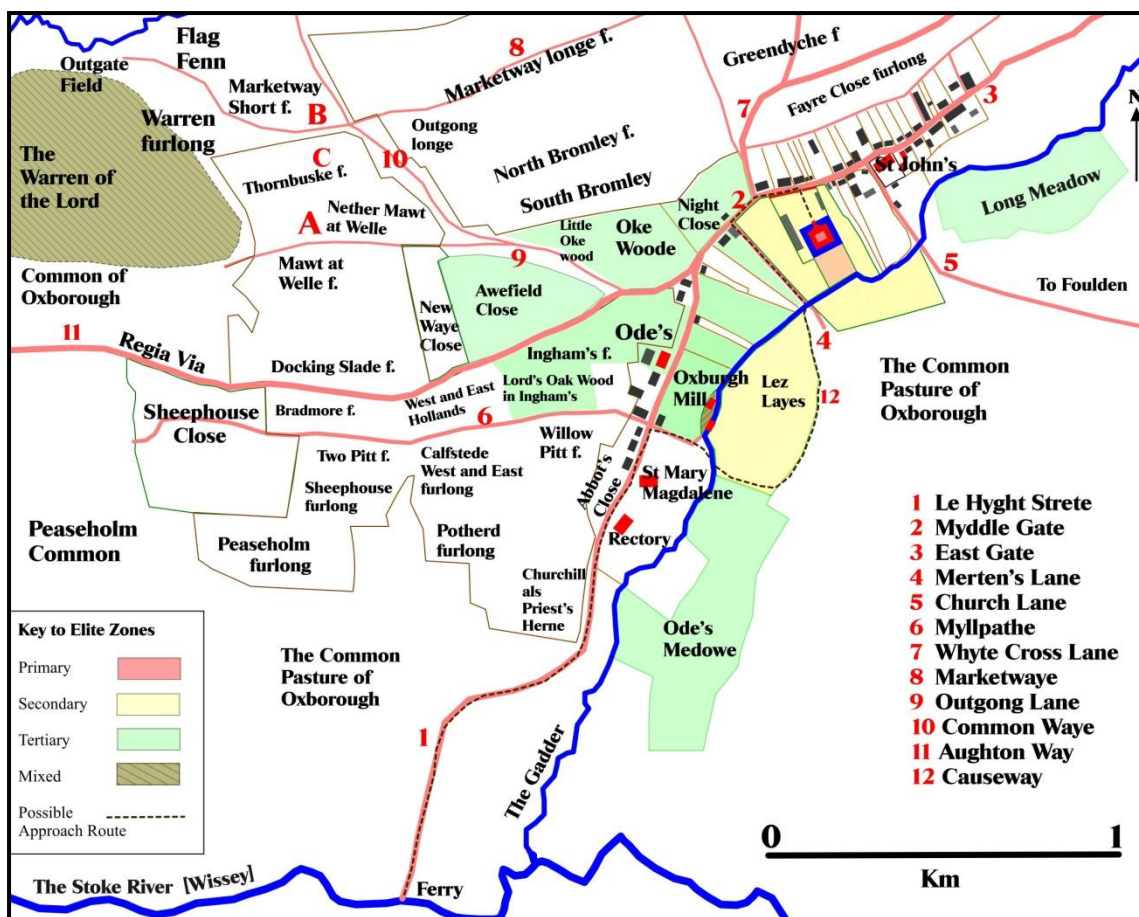 Flag
Fenn
8
Greendyche f
Outgate
Field
Marketway longe f.
Marketway
Short f.
7
Fayre Close furlong
3
N
B
Warren
furlong
Outgong
longe
10
The
Warren of
the Lord
C
Thornbuske f.
North Bromley f.
South Bromley
St John's
2
Night
Close
Long Meadow
A
Nether Mawt
at Welle
Little
Oke
wood
Oke
Woode
9
5
Common of
Oxborough
Mawt at
Welle f.
To Foulden
Awefield
Close
New
Waye
Close
11
Regia Via
Ode's
4
Ingham's f.
Docking Slade f.
The Common
Pasture of
Oxborough
Oxburgh
Mill
Lez
Layes
12
Lord's Oak Wood
in Ingham's
West and East
Hollands
Sheephouse
Close
Bradmore f.
6
Willow
Pitt f.
Two Pitt f.
Calfstede
West and East
furlong
Abbot's
Close
St Mary
Magdalene
Sheephouse
furlong
Peaseholm
Common
Peaseholm
furlong
Potherd
furlong
Rectory
Churchill
als
Priest's
Herne
Ode's
Medowe
1 Le Hyght Strete
2 Myddle Gate
3 East Gate
4 Merten's Lane
5 Church Lane
6 Myllpathe
7 Whyte Cross Lane
8 Marketwaye
9 Outgong Lane
10 Common Waye
11 Aughton Way
12 Causeway
Key to Elite Zones
Primary
Secondary
Tertiary
Mixed
Possible
Approach Route
The Common
Pasture of
Oxborough
1
The Gadder
0 1
Km
The Stoke River [Wissey]
Ferry